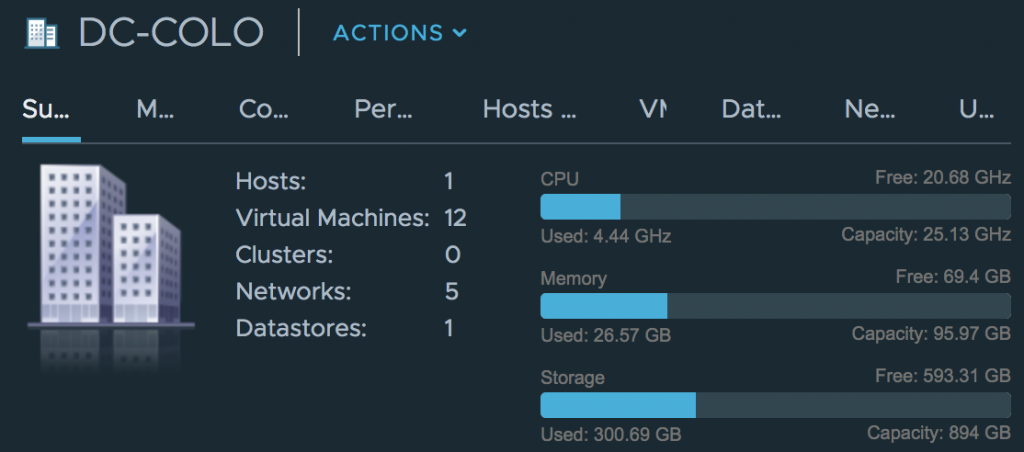 DC-COLO ACTIONS
Su... M... Co... Per... Hosts ... VM Dat... Ne... U...
Hosts: 1
Virtual Machines: 12
Clusters: 0
Networks: 5
Datastores: 1
CPU Free: 20.68 GHz
Used: 4.44 GHz Capacity: 25.13 GHz
Memory Free: 69.4 GB
Used: 26.57 GB Capacity: 95.97 GB
Storage Free: 593.31 GB
Used: 300.69 GB Capacity: 894 GB